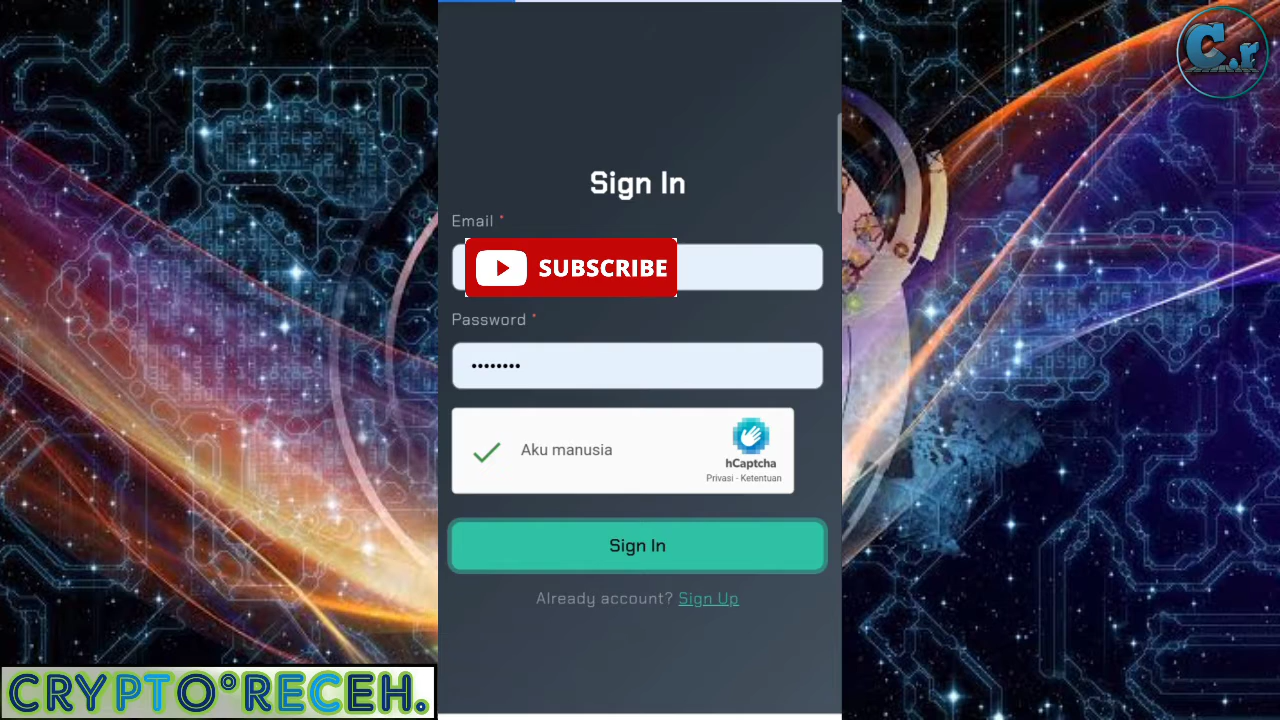 C.r
Sign In
Email *
SUBSCRIBE
Password *
••••••••
Aku manusia
hCaptcha
Privasi - Ketentuan
Sign In
Already account? Sign Up
CRYPTO°RECEH.